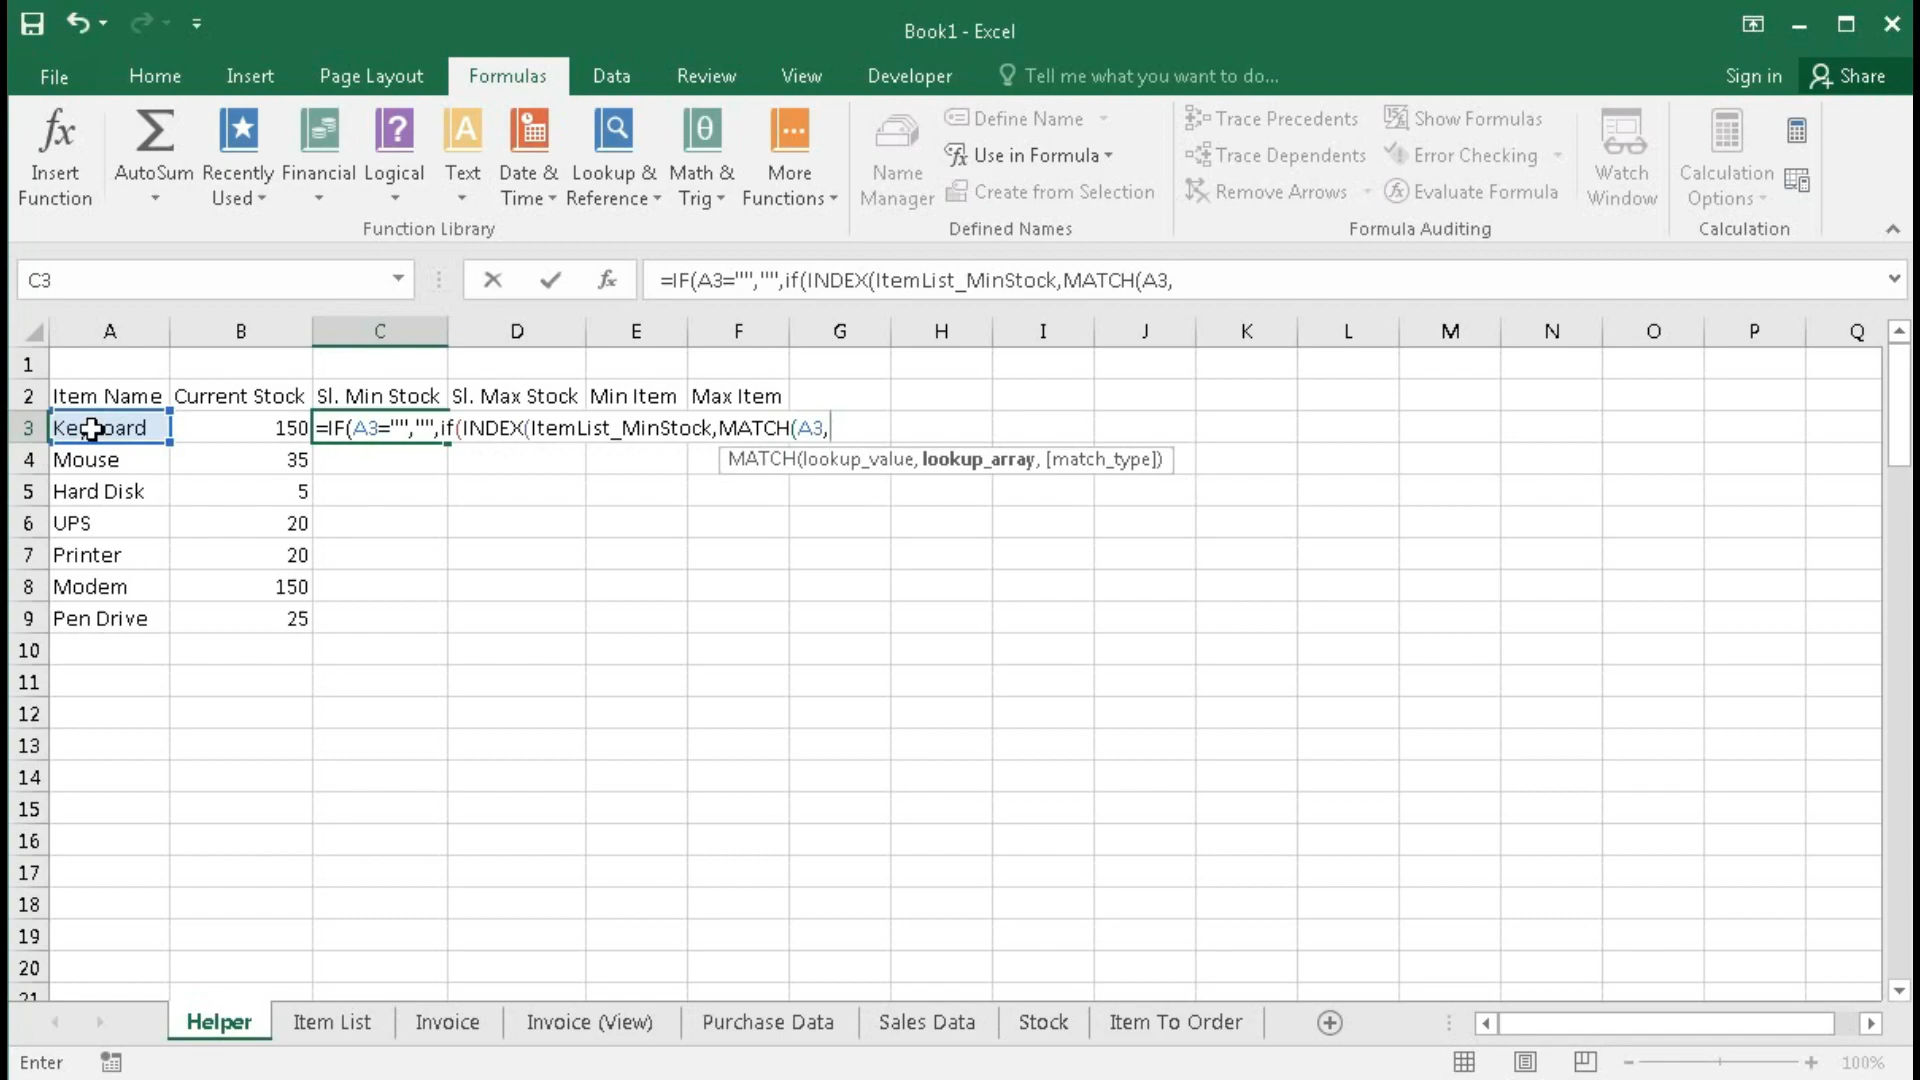 Book1 - Excel
File Home Insert Page Layout Formulas Data Review View Developer Tell me what you want to do... Sign in Share
Insert Function
AutoSum
Recently Used
Financial
Logical
Text
Date & Time
Lookup & Reference
Math & Trig
More Functions
Function Library
Name Manager
Define Name
Use in Formula
Create from Selection
Defined Names
Trace Precedents
Trace Dependents
Remove Arrows
Show Formulas
Error Checking
Evaluate Formula
Formula Auditing
Watch Window
Calculation Options
Calculation
C3 fx =IF(A3="","",if(INDEX(ItemList_MinStock,MATCH(A3,
A B C D E F G H I J K L M N O P Q
1
2 Item Name Current Stock Sl. Min Stock Sl. Max Stock Min Item Max Item
3 Keyboard 150 =IF(A3="","",if(INDEX(ItemList_MinStock,MATCH(A3,
4 Mouse 35 MATCH(lookup_value, lookup_array, [match_type])
5 Hard Disk 5
6 UPS 20
7 Printer 20
8 Modem 150
9 Pen Drive 25
10
11
12
13
14
15
16
17
18
19
20
21
Helper Item List Invoice Invoice (View) Purchase Data Sales Data Stock Item To Order
Enter 100%